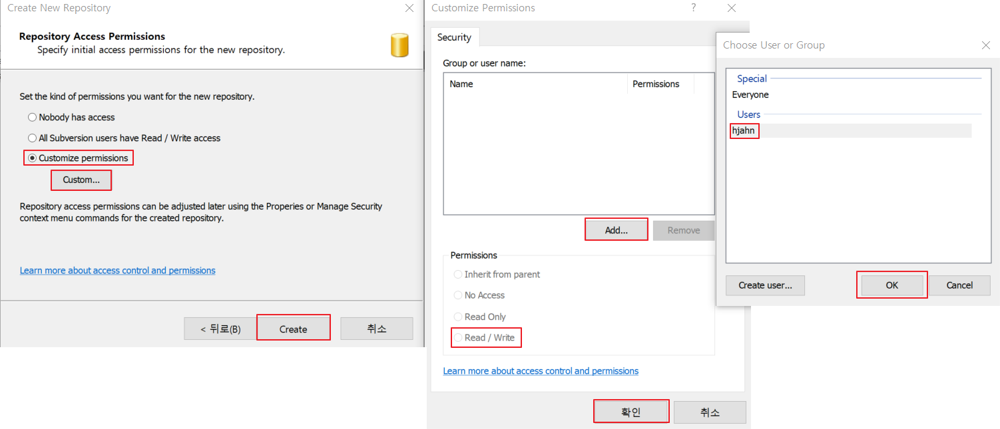 Create New Repository
Repository Access Permissions
Specify initial access permissions for the new repository.
Set the kind of permissions you want for the new repository.
Nobody has access
All Subversion users have Read / Write access
Customize permissions
Custom...
Repository access permissions can be adjusted later using the Properies or Manage Security
context menu commands for the created repository.
Learn more about access control and permissions
< 뒤로(B)
Create
취소
Customize Permissions
?
Security
Group or user name:
Name
Permissions
Add...
Remove
Permissions
Inherit from parent
No Access
Read Only
Read / Write
Learn more about access control and permissions
확인
취소
Choose User or Group
Special
Everyone
Users
hjahn
Create user...
OK
Cancel